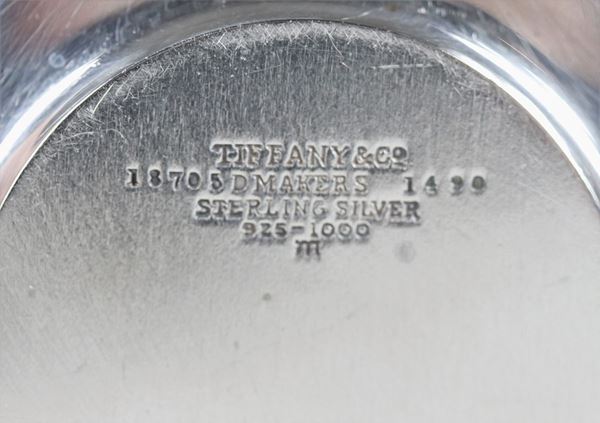 TIFFANY & Co
18705 DMAKERS 1490
STERLING SILVER
925-1000
m